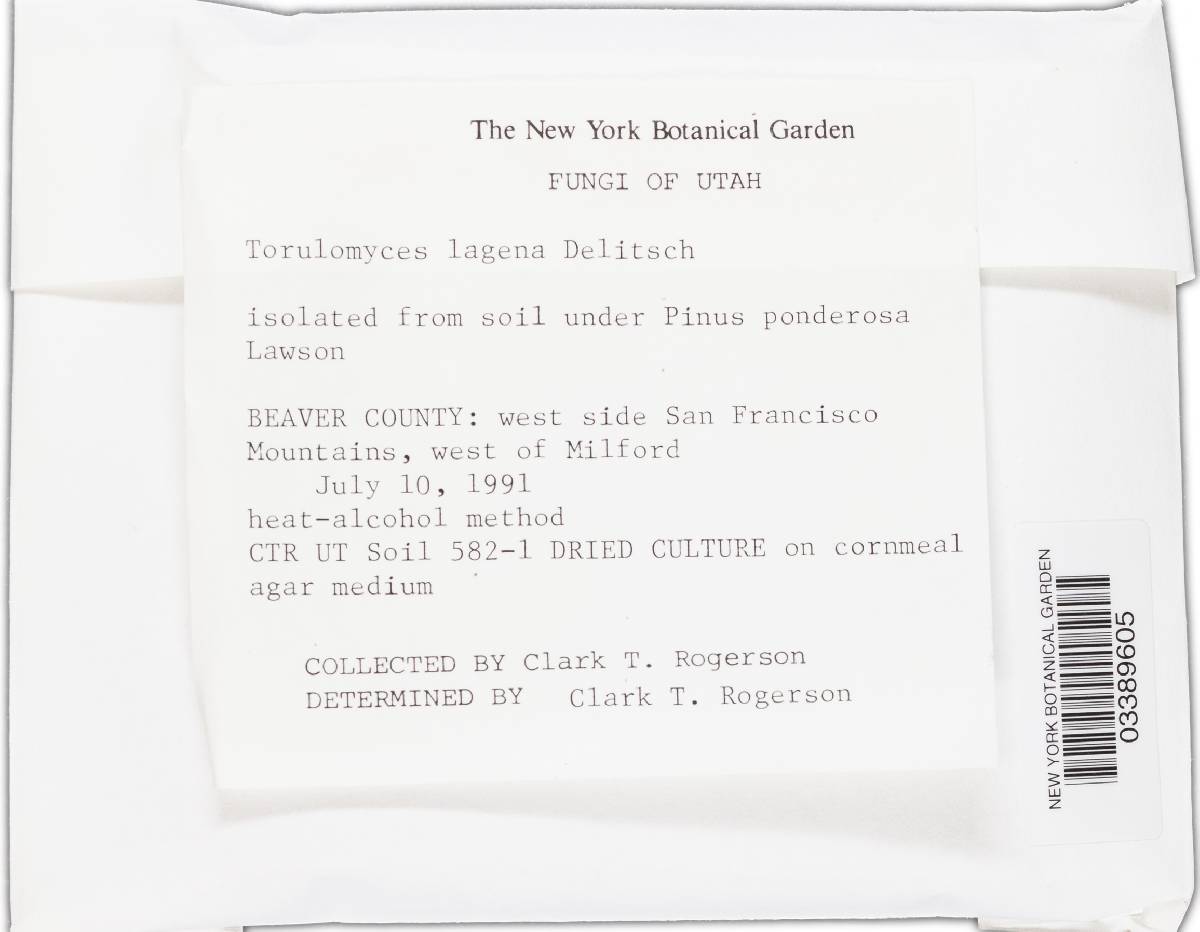 The New York Botanical Garden
FUNGI OF UTAH
Torulomyces lagena Delitsch
isolated from soil under Pinus ponderosa
Lawson
BEAVER COUNTY: west side San Francisco
Mountains, west of Milford
July 10, 1991
heat-alcohol method
CTR UT Soil 582-1 DRIED CULTURE on cornmeal
agar medium
COLLECTED BY Clark T. Rogerson
DETERMINED BY Clark T. Rogerson
NEW YORK BOTANICAL GARDEN
03389605